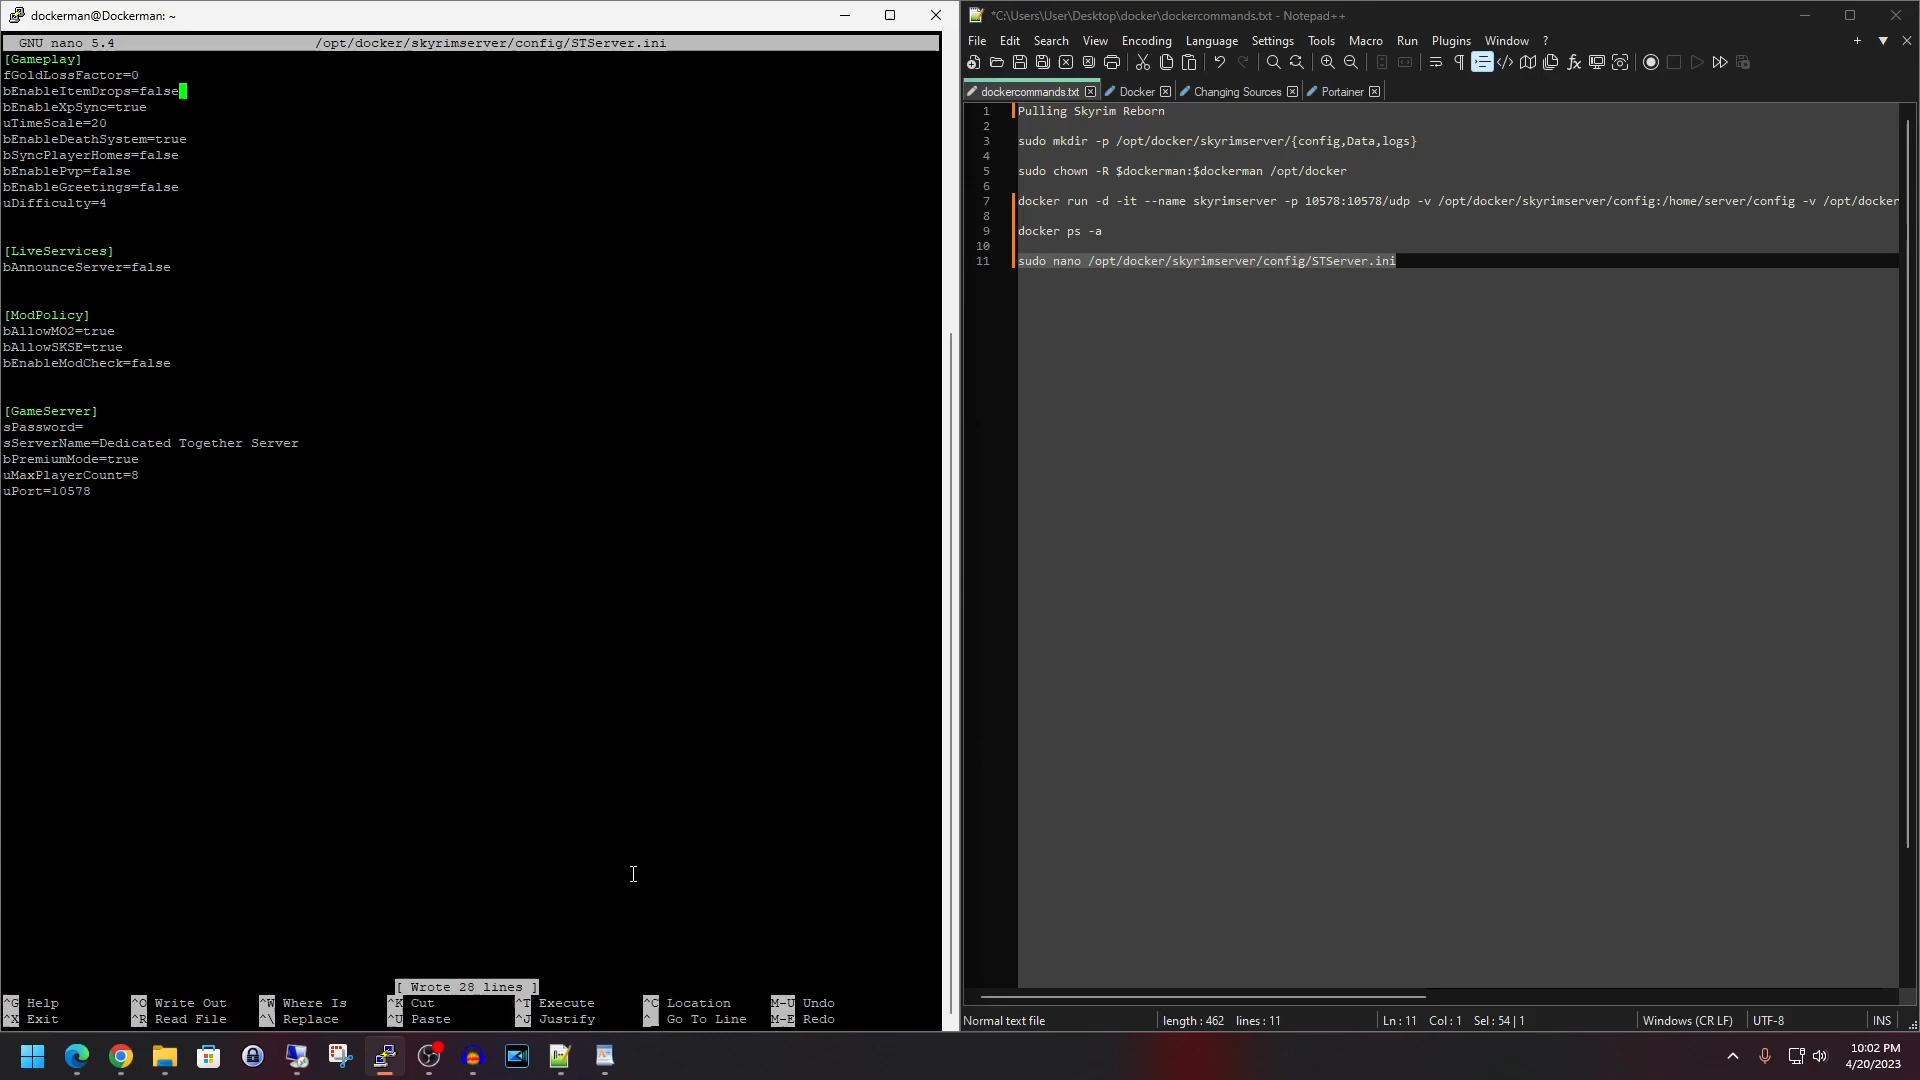 dockerman@Dockerman: ~
GNU nano 5.4 /opt/docker/skyrimserver/config/STServer.ini
[Gameplay]
fGoldLossFactor=0
bEnableItemDrops=false
bEnableXpSync=true
uTimeScale=20
bEnableDeathSystem=true
bSyncPlayerHomes=false
bEnablePvp=false
bEnableGreetings=false
uDifficulty=4
[LiveServices]
bAnnounceServer=false
[ModPolicy]
bAllowMO2=true
bAllowSKSE=true
bEnableModCheck=false
[GameServer]
sPassword=
sServerName=Dedicated Together Server
bPremiumMode=true
uMaxPlayerCount=8
uPort=10578
[ Wrote 28 lines ]
^G Help ^O Write Out ^W Where Is ^K Cut ^T Execute ^C Location M-U Undo
^X Exit ^R Read File ^\ Replace ^U Paste ^J Justify ^_ Go To Line M-E Redo
*C:\Users\User\Desktop\docker\dockercommands.txt - Notepad++
File Edit Search View Encoding Language Settings Tools Macro Run Plugins Window ?
dockercommands.txt Docker Changing Sources Portainer
1 Pulling Skyrim Reborn
2
3 sudo mkdir -p /opt/docker/skyrimserver/{config,Data,logs}
4
5 sudo chown -R $dockerman:$dockerman /opt/docker
6
7 docker run -d -it --name skyrimserver -p 10578:10578/udp -v /opt/docker/skyrimserver/config:/home/server/config -v /opt/docker
8
9 docker ps -a
10
11 sudo nano /opt/docker/skyrimserver/config/STServer.ini
Normal text file length : 462 lines : 11 Ln : 11 Col : 1 Sel : 54 | 1 Windows (CR LF) UTF-8 INS
10:02 PM
4/20/2023